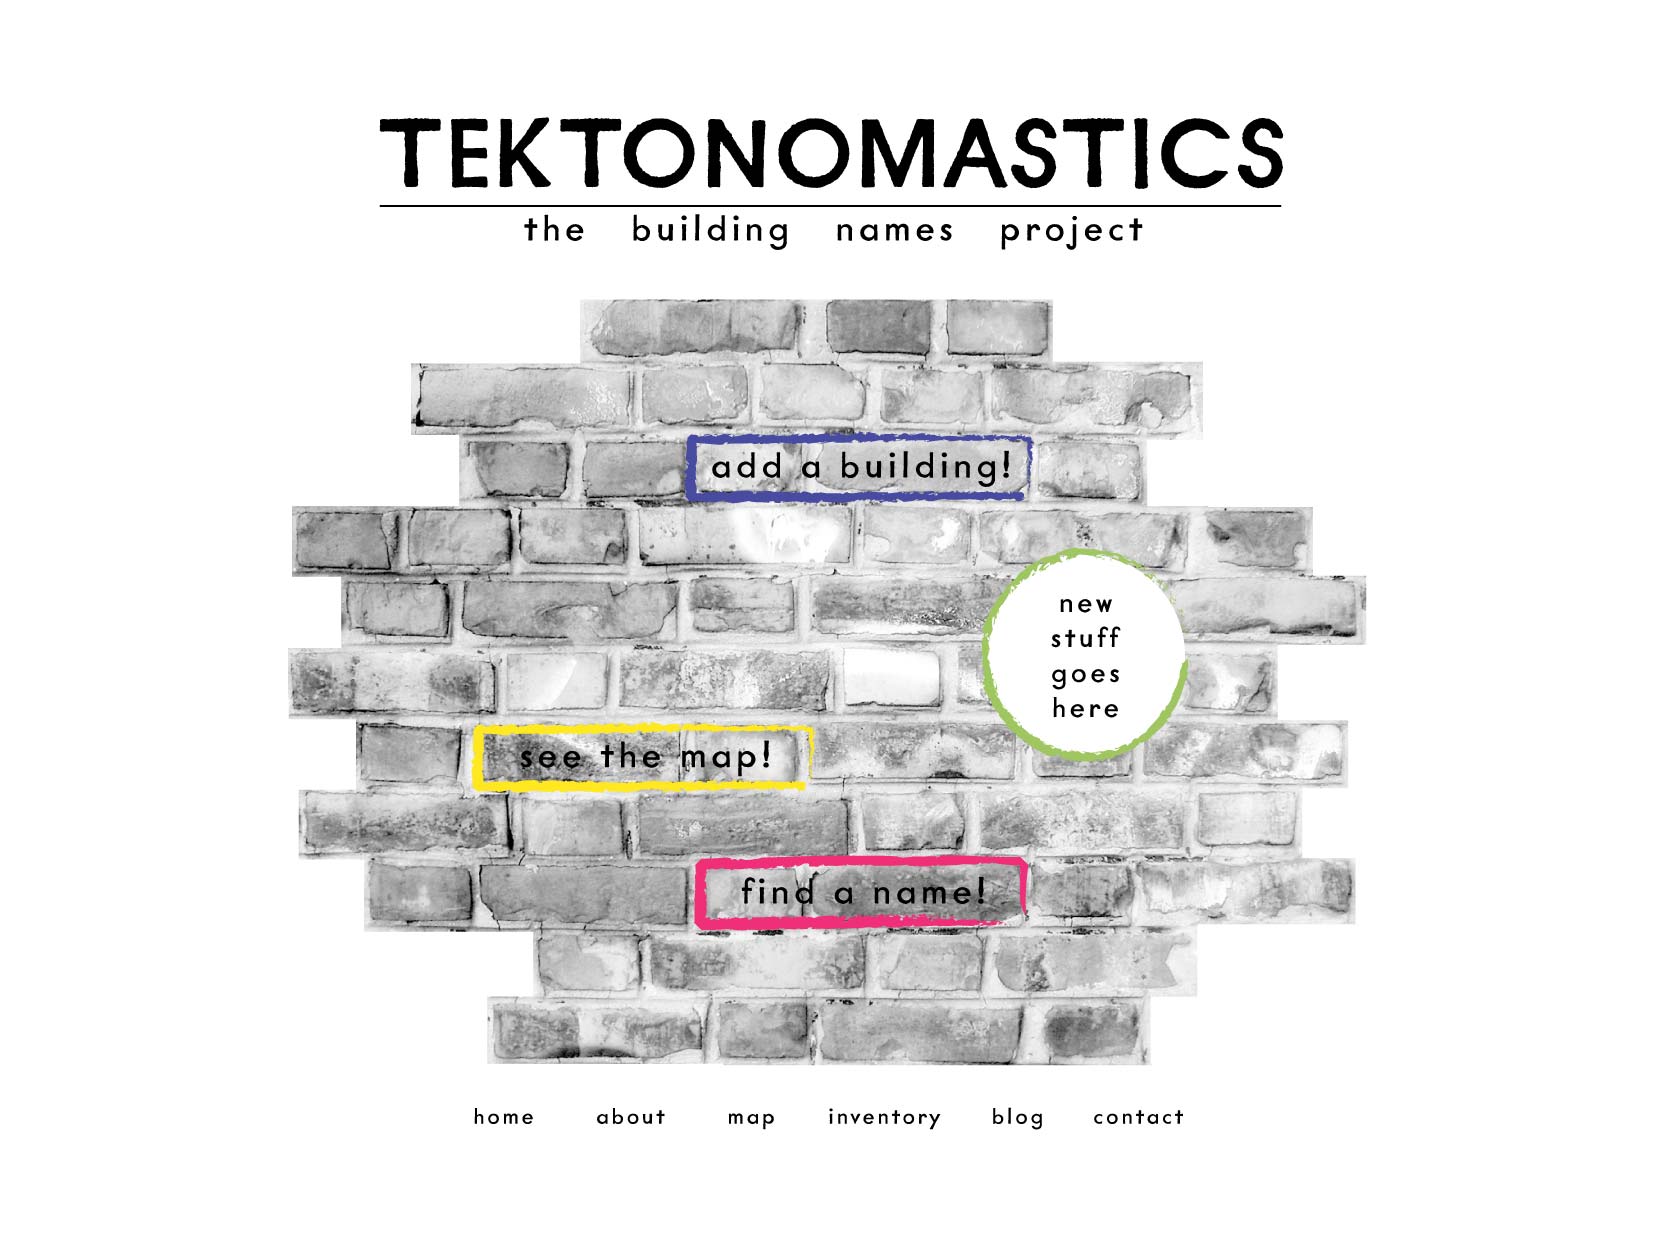 TEKTONOMASTICS
the building names project
add a building!
new
stuff
goes
here
see the map!
find a name!
home about map inventory blog contact